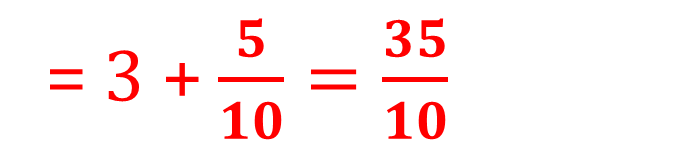 = 3 + 5/10 = 35/10